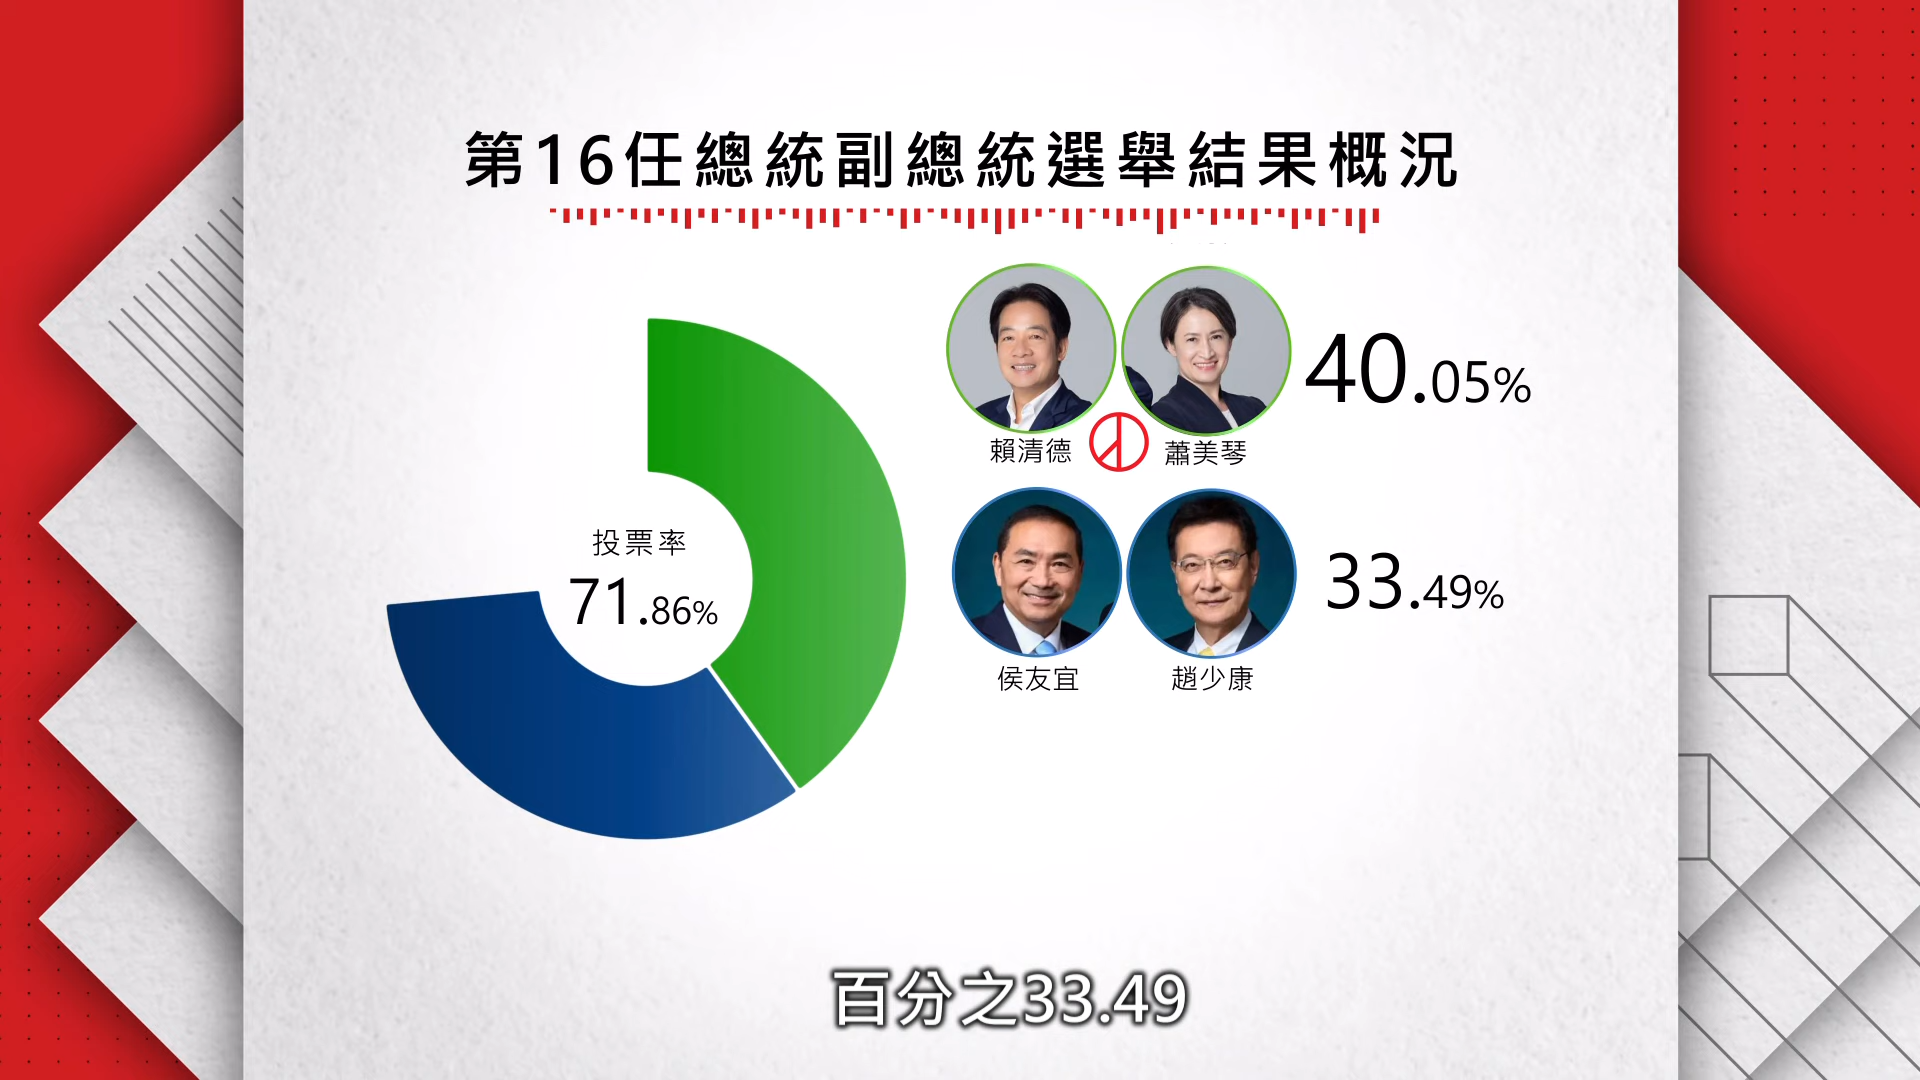 第16任總統副總統選舉結果概況
投票率
71.86%
賴清德
蕭美琴
40.05%
侯友宜
趙少康
33.49%
百分之33.49